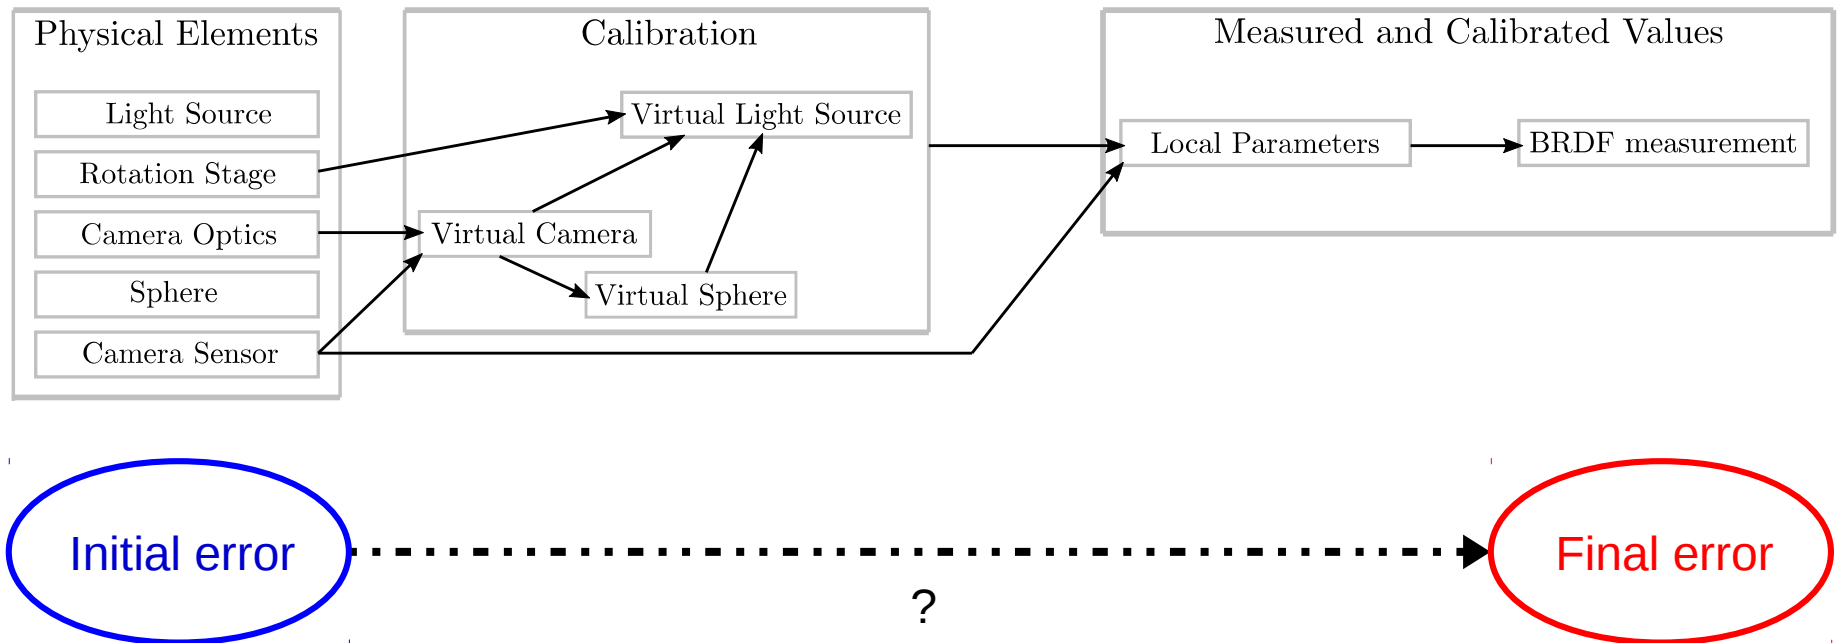 Physical Elements
Light Source
Rotation Stage
Camera Optics
Sphere
Camera Sensor
Calibration
Virtual Light Source
Virtual Camera
Virtual Sphere
Measured and Calibrated Values
Local Parameters
BRDF measurement
Initial error
?
Final error